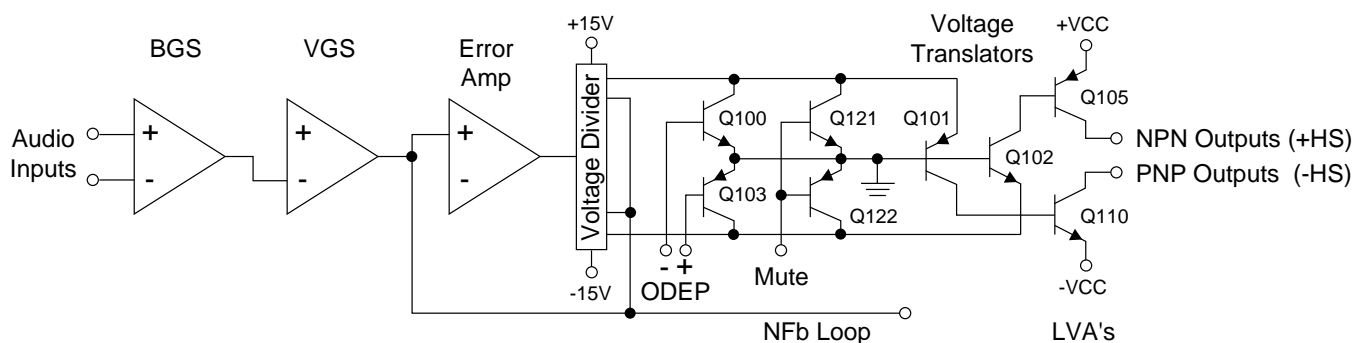 BGS
VGS
Error
Amp
+15V
Voltage
Translators
+VCC
Audio
Inputs
+
-
+
-
+
-
Voltage Divider
Q100
Q121
Q101
Q105
Q102
NPN Outputs (+HS)
PNP Outputs (-HS)
Q103
Q122
Q110
- +
ODEP
Mute
-15V
-VCC
NFb Loop
LVA's